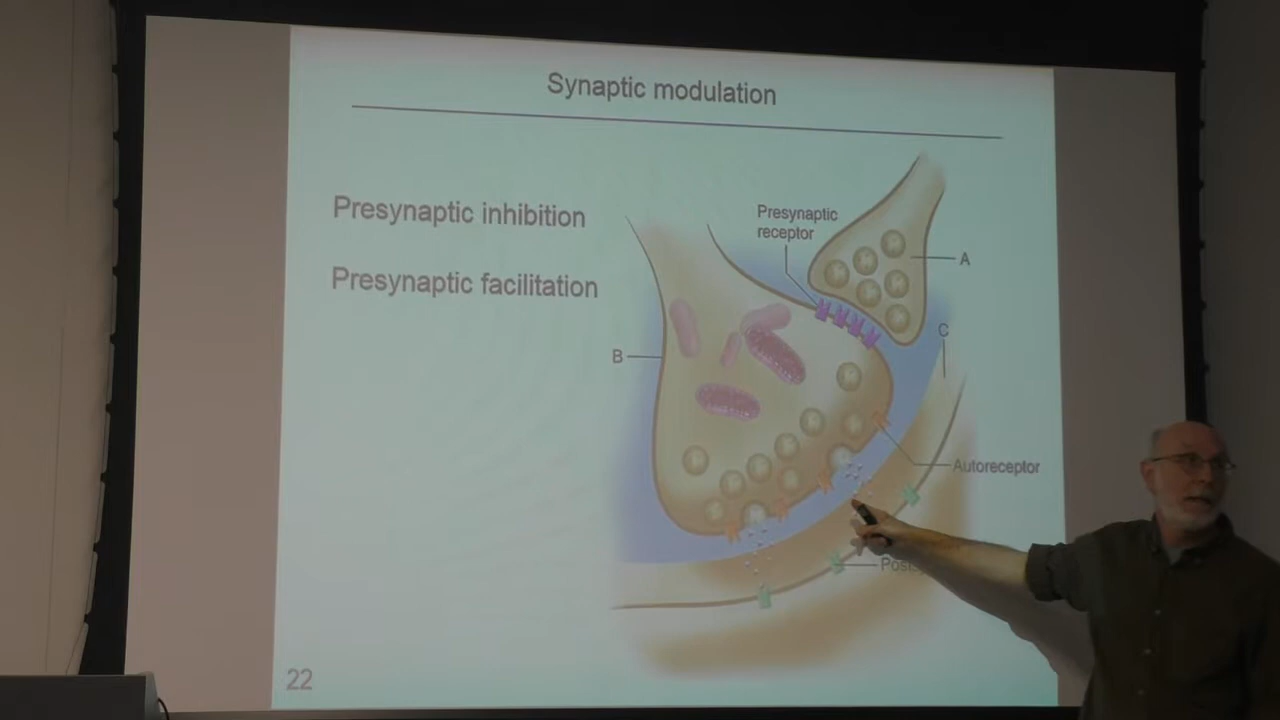 Synaptic modulation
Presynaptic inhibition
Presynaptic facilitation
Presynaptic
receptor
A
B
C
Autoreceptor
22